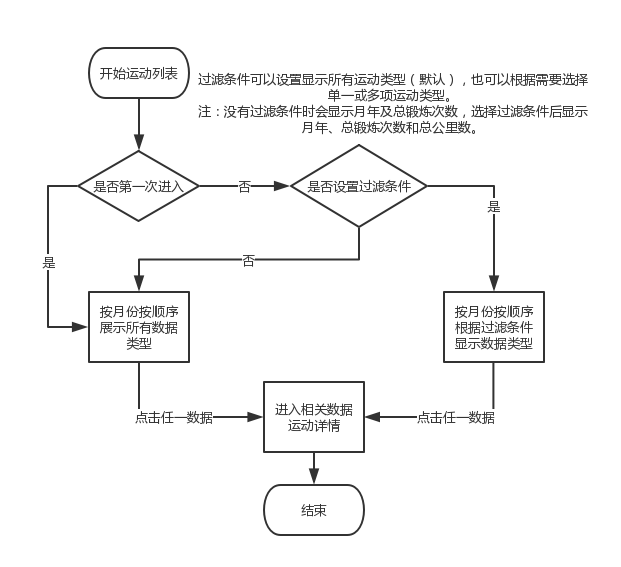 开始运动列表
过滤条件可以设置显示所有运动类型（默认），也可以根据需要选择
单一或多项运动类型。
注：没有过滤条件时会显示月年及总锻炼次数，选择过滤条件后显示
月年、总锻炼次数和总公里数。
是否第一次进入
否
是否设置过滤条件
是
是
否
按月份按顺序
展示所有数据
类型
按月份按顺序
根据过滤条件
显示数据类型
点击任一数据
进入相关数据
运动详情
点击任一数据
结束